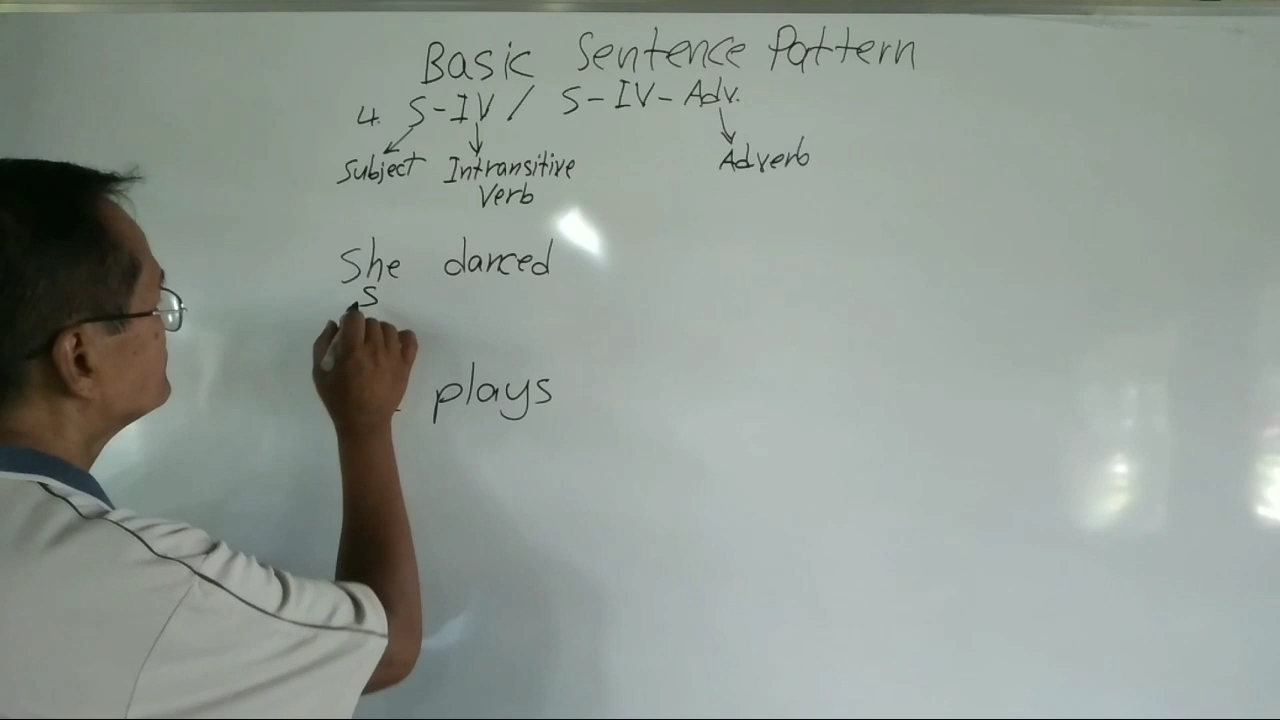 Basic Sentence Pattern
4. S-IV / S-IV-Adv.
Subject Intransitive Adverb
Verb
She danced
S
plays